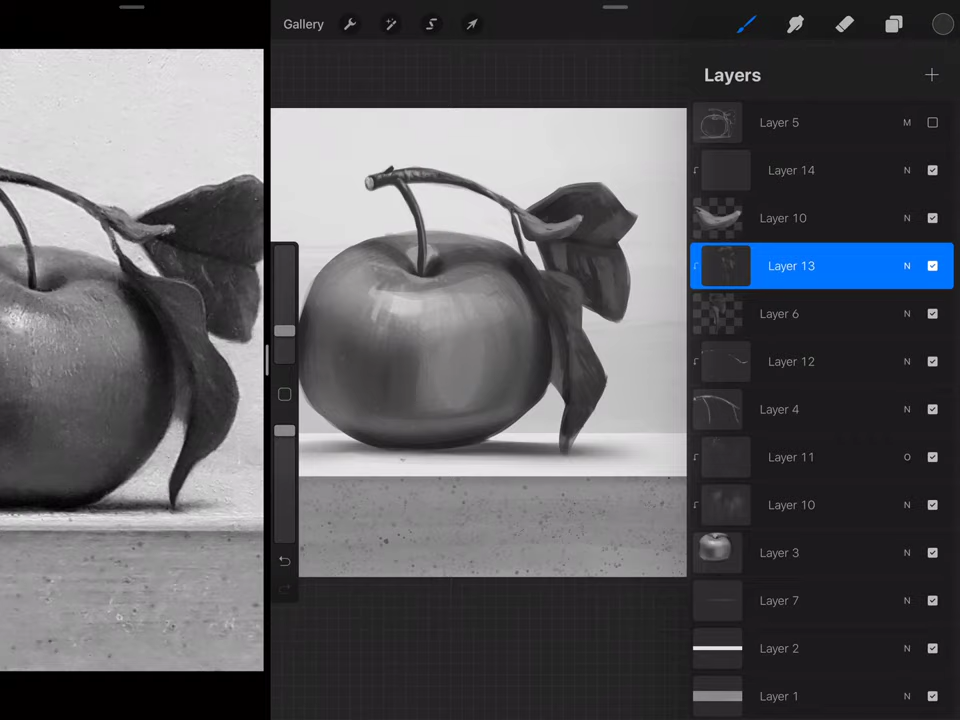 Gallery
Layers
Layer 5 M
Layer 14 N
Layer 10 N
Layer 13 N
Layer 6 N
Layer 12 N
Layer 4 N
Layer 11 O
Layer 10 N
Layer 3 N
Layer 7 N
Layer 2 N
Layer 1 N